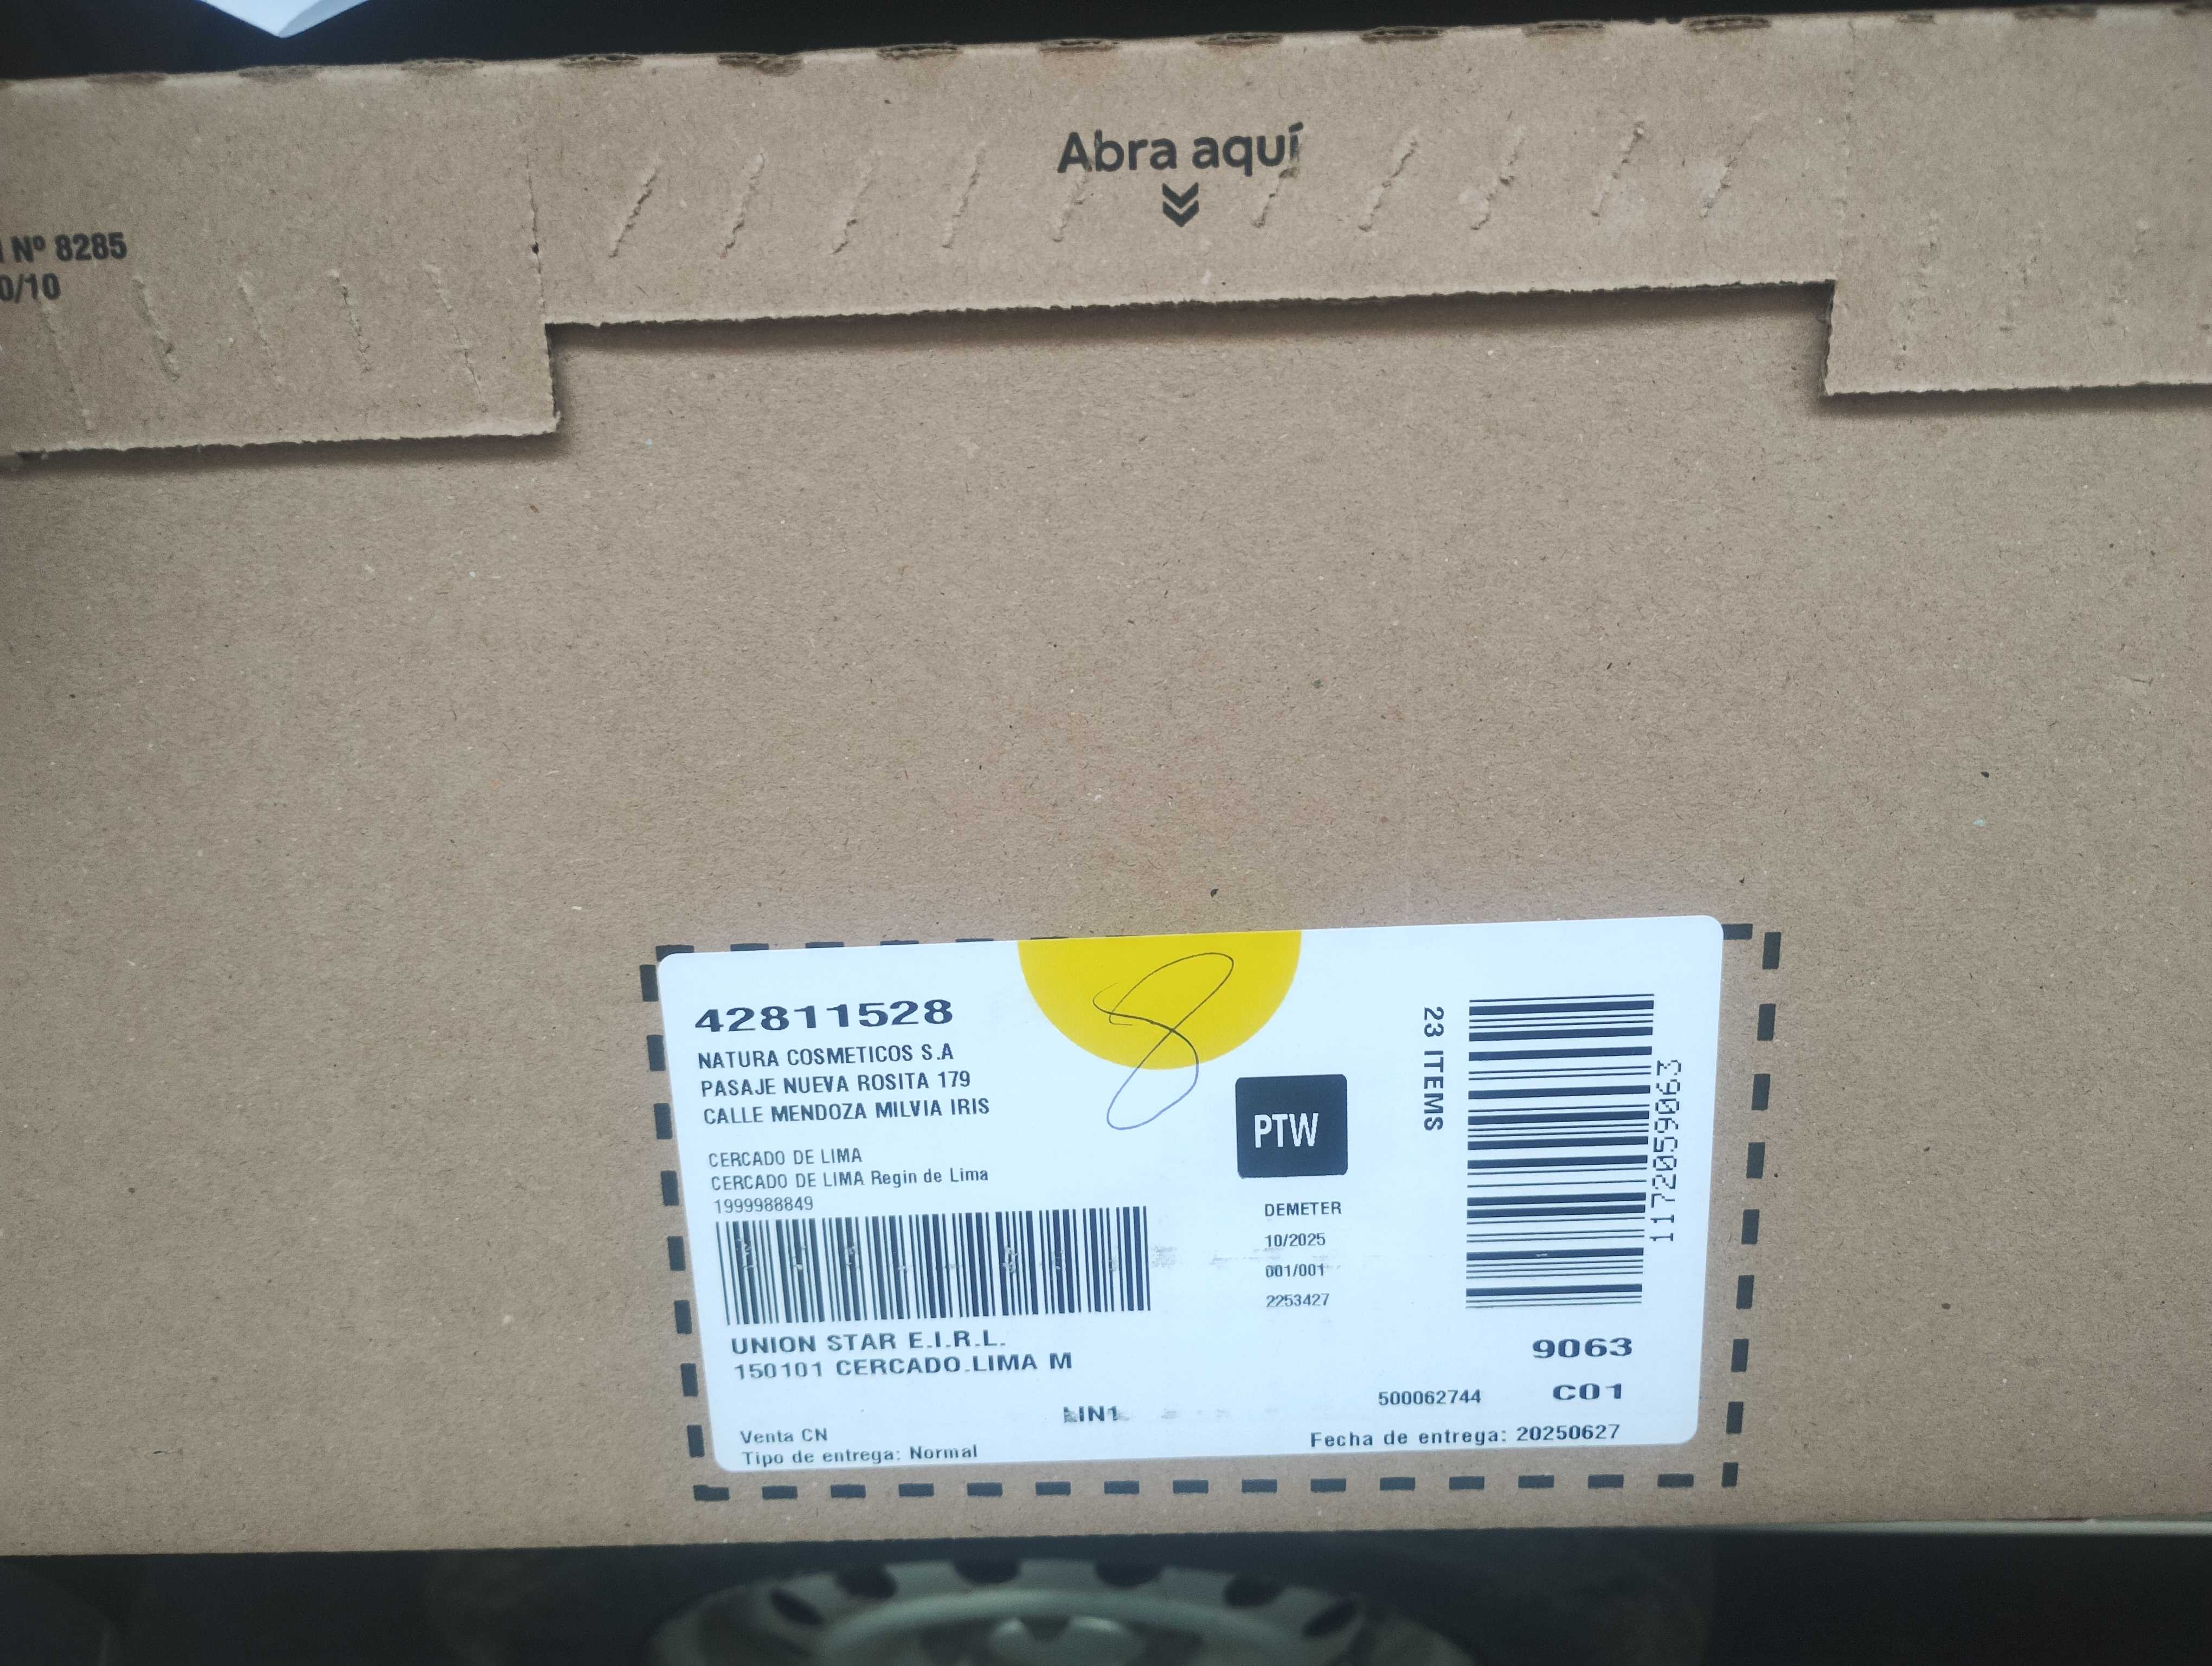 Abra aquí
Nº 8285
0/10
8
42811528
NATURA COSMETICOS S.A
PASAJE NUEVA ROSITA 179
CALLE MENDOZA MILVIA IRIS
CERCADO DE LIMA
CERCADO DE LIMA Regin de Lima
1999988849
UNION STAR E.I.R.L.
150101 CERCADO.LIMA M
LIN1
Venta CN
Tipo de entrega: Normal
PTW
DEMETER
10/2025
001/001
2253427
23 ITEMS
11720559063
9063
500062744 C01
Fecha de entrega: 20250627